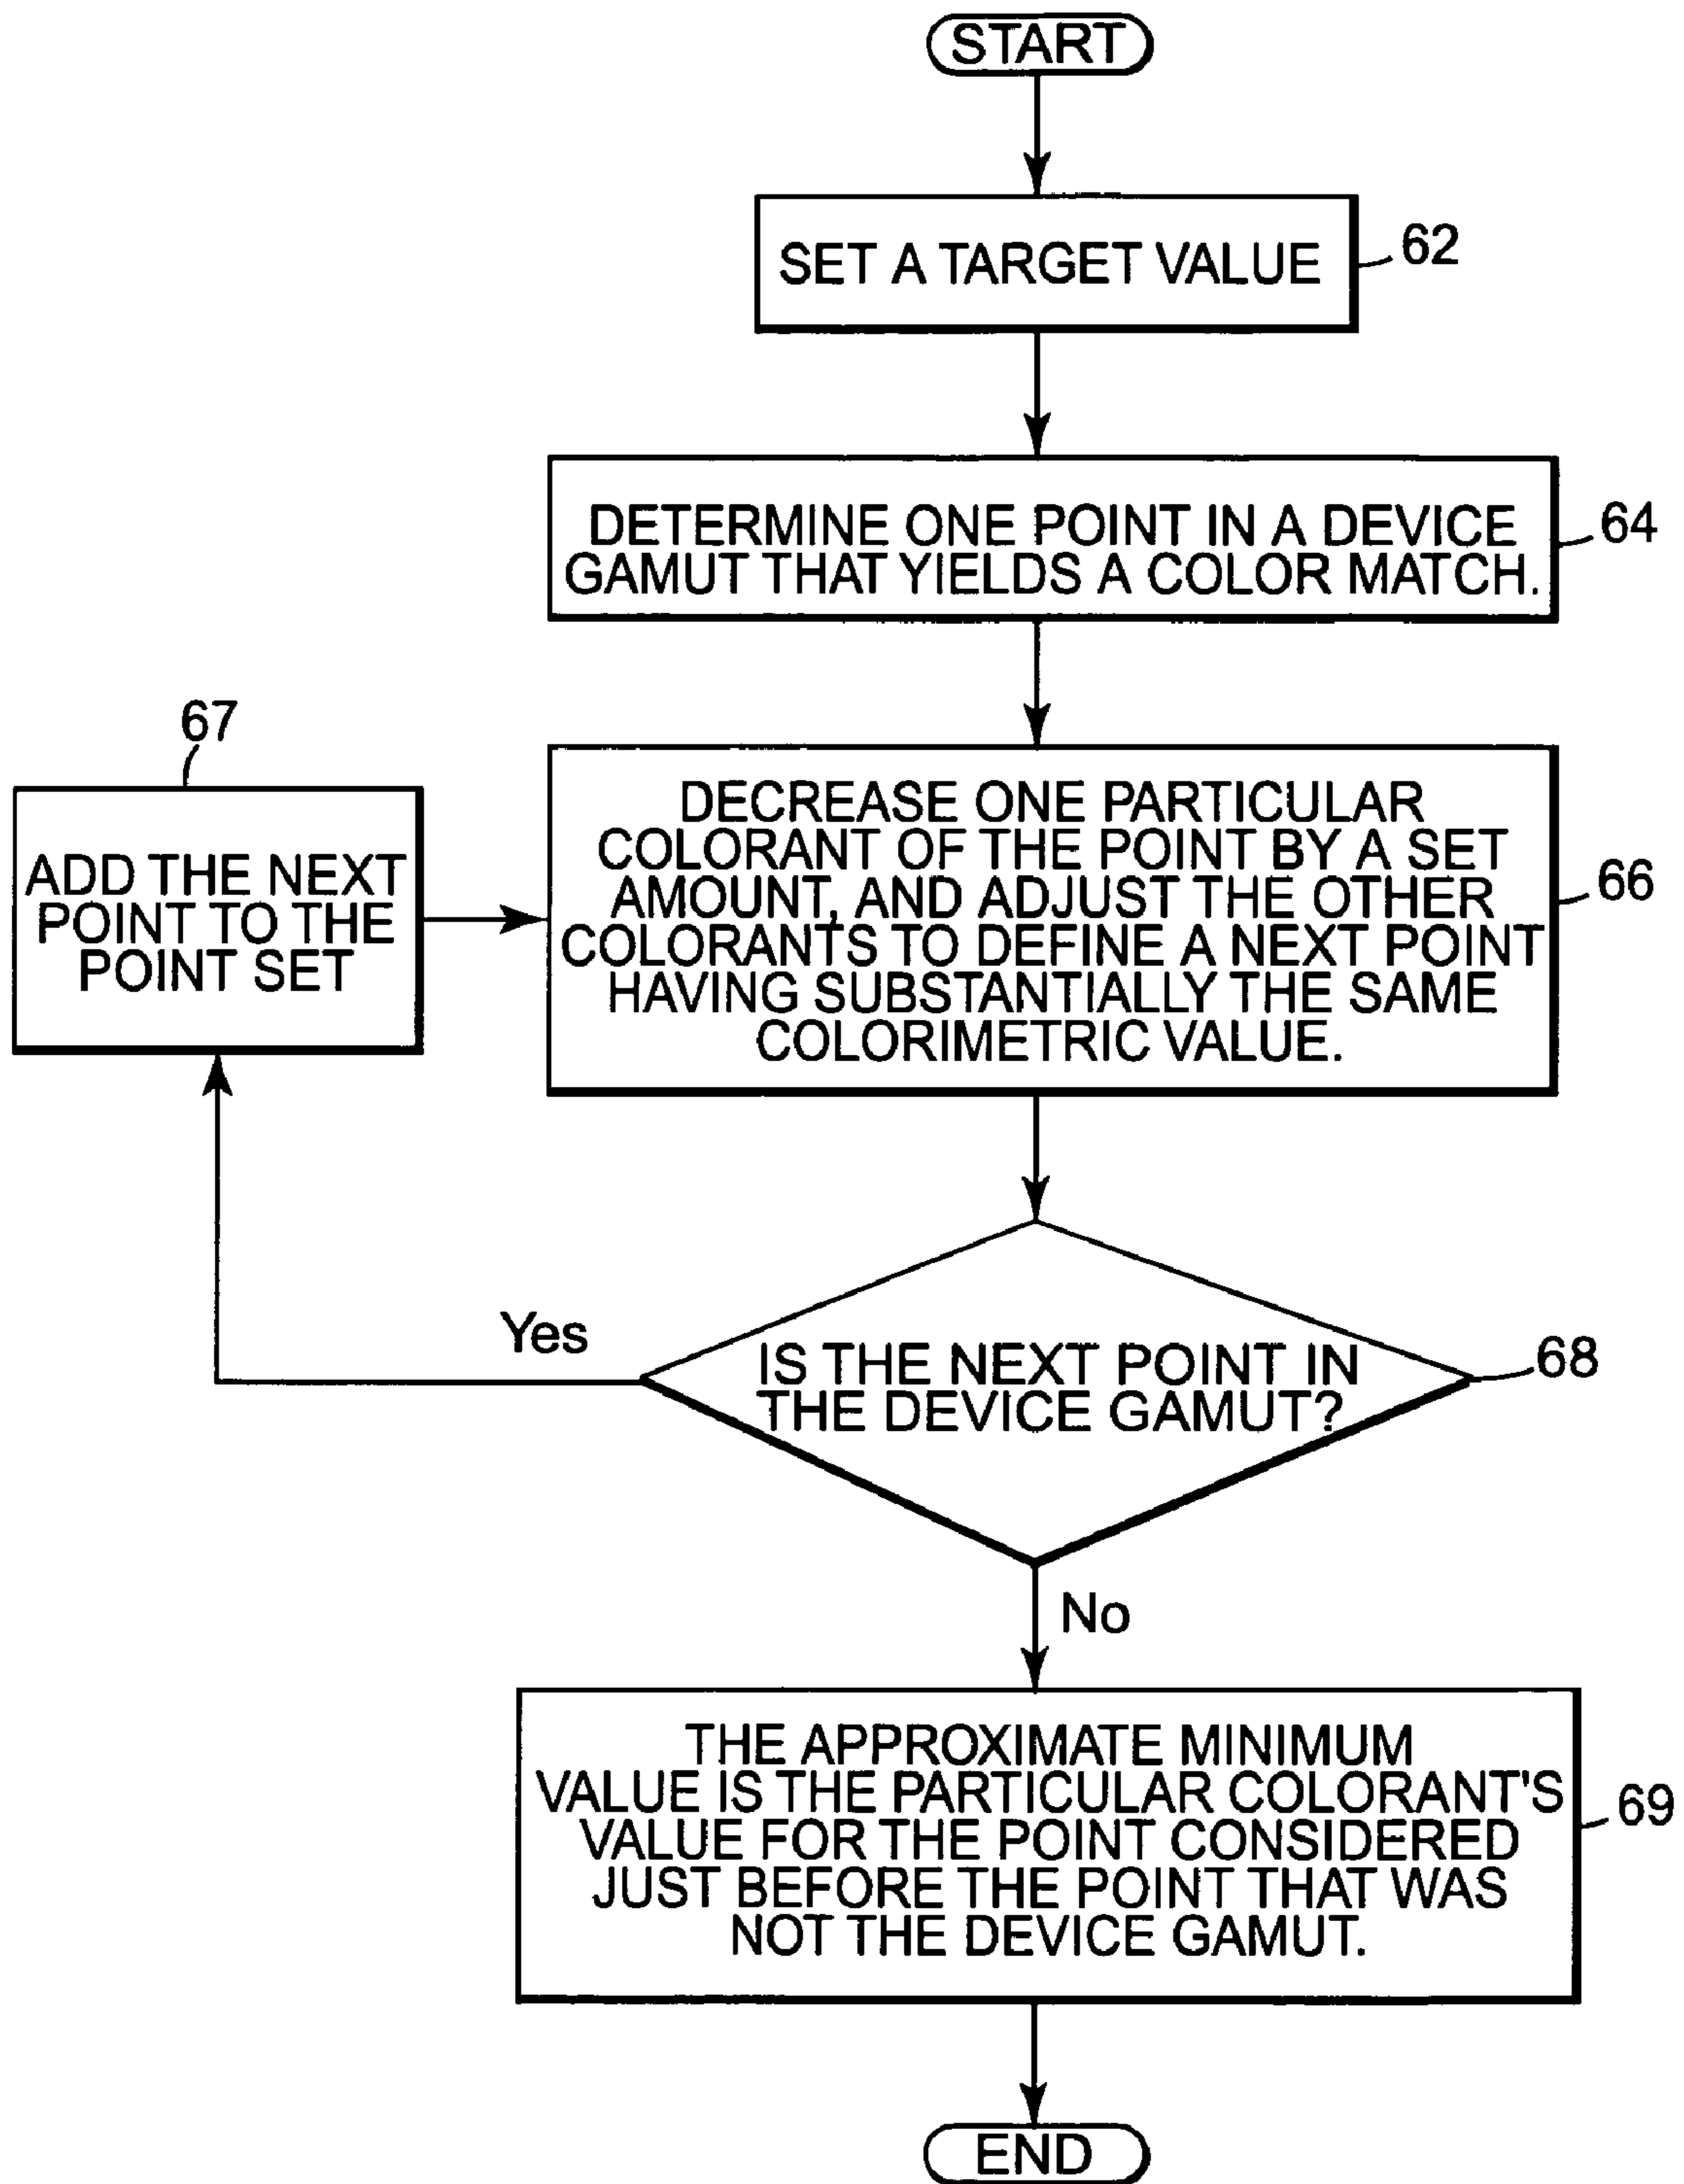 START
SET A TARGET VALUE
62
DETERMINE ONE POINT IN A DEVICE
GAMUT THAT YIELDS A COLOR MATCH.
64
67
ADD THE NEXT
POINT TO THE
POINT SET
DECREASE ONE PARTICULAR
COLORANT OF THE POINT BY A SET
AMOUNT, AND ADJUST THE OTHER
COLORANTS TO DEFINE A NEXT POINT
HAVING SUBSTANTIALLY THE SAME
COLORIMETRIC VALUE.
66
Yes
IS THE NEXT POINT IN
THE DEVICE GAMUT?
68
No
THE APPROXIMATE MINIMUM
VALUE IS THE PARTICULAR COLORANT'S
VALUE FOR THE POINT CONSIDERED
JUST BEFORE THE POINT THAT WAS
NOT THE DEVICE GAMUT.
69
END